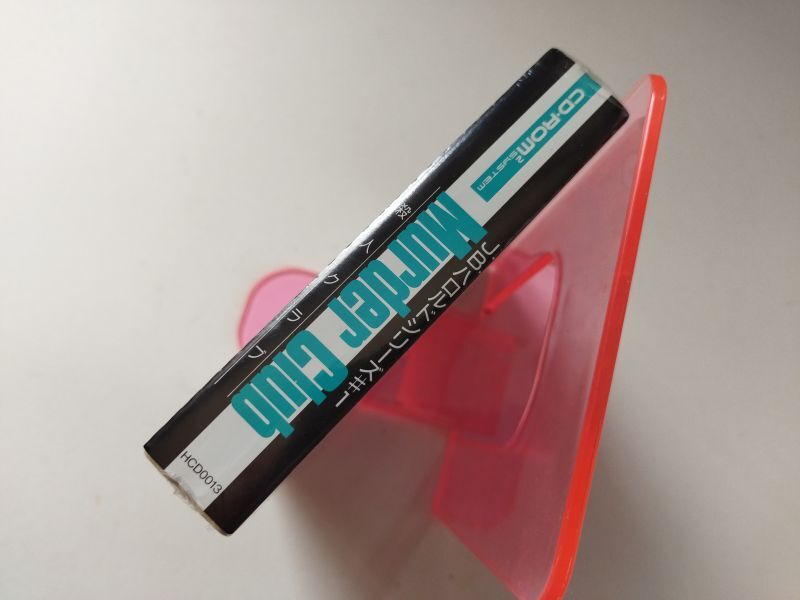 CD-ROM²
SYSTEM
J.B.ハロルドシリーズ#1
Murder Club
殺人クラブ
HCD0013